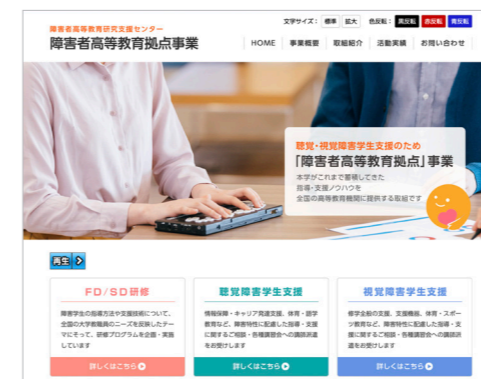 文字サイズ： 標準 拡大 色反転： 黒反転 赤反転 青反転
障害者高等教育研究支援センター
障害者高等教育拠点事業
HOME 事業概要 取組紹介 活動実績 お問い合わせ
聴覚・視覚障害学生支援のため
「障害者高等教育拠点」事業
本学がこれまで蓄積してきた
指導・支援ノウハウを
全国の高等教育機関に提供する取組です
再生
FD/SD研修
障害学生の指導方法や支援技術について、
全国の大学教職員のニーズを反映したテー
マにそって、研修プログラムを企画・実施
しています
詳しくはこちら
聴覚障害学生支援
情報保障・キャリア発達支援、体育・語学
教育など、障害特性に配慮した指導・支援
に関するご相談・各種講習会への講師派遣
をお受けします
詳しくはこちら
視覚障害学生支援
修学全般の支援、支援機器、体育・スポー
ツ教育など、障害特性に配慮した指導・支
援に関するご相談・各種講習会への講師派
遣をお受けします
詳しくはこちら